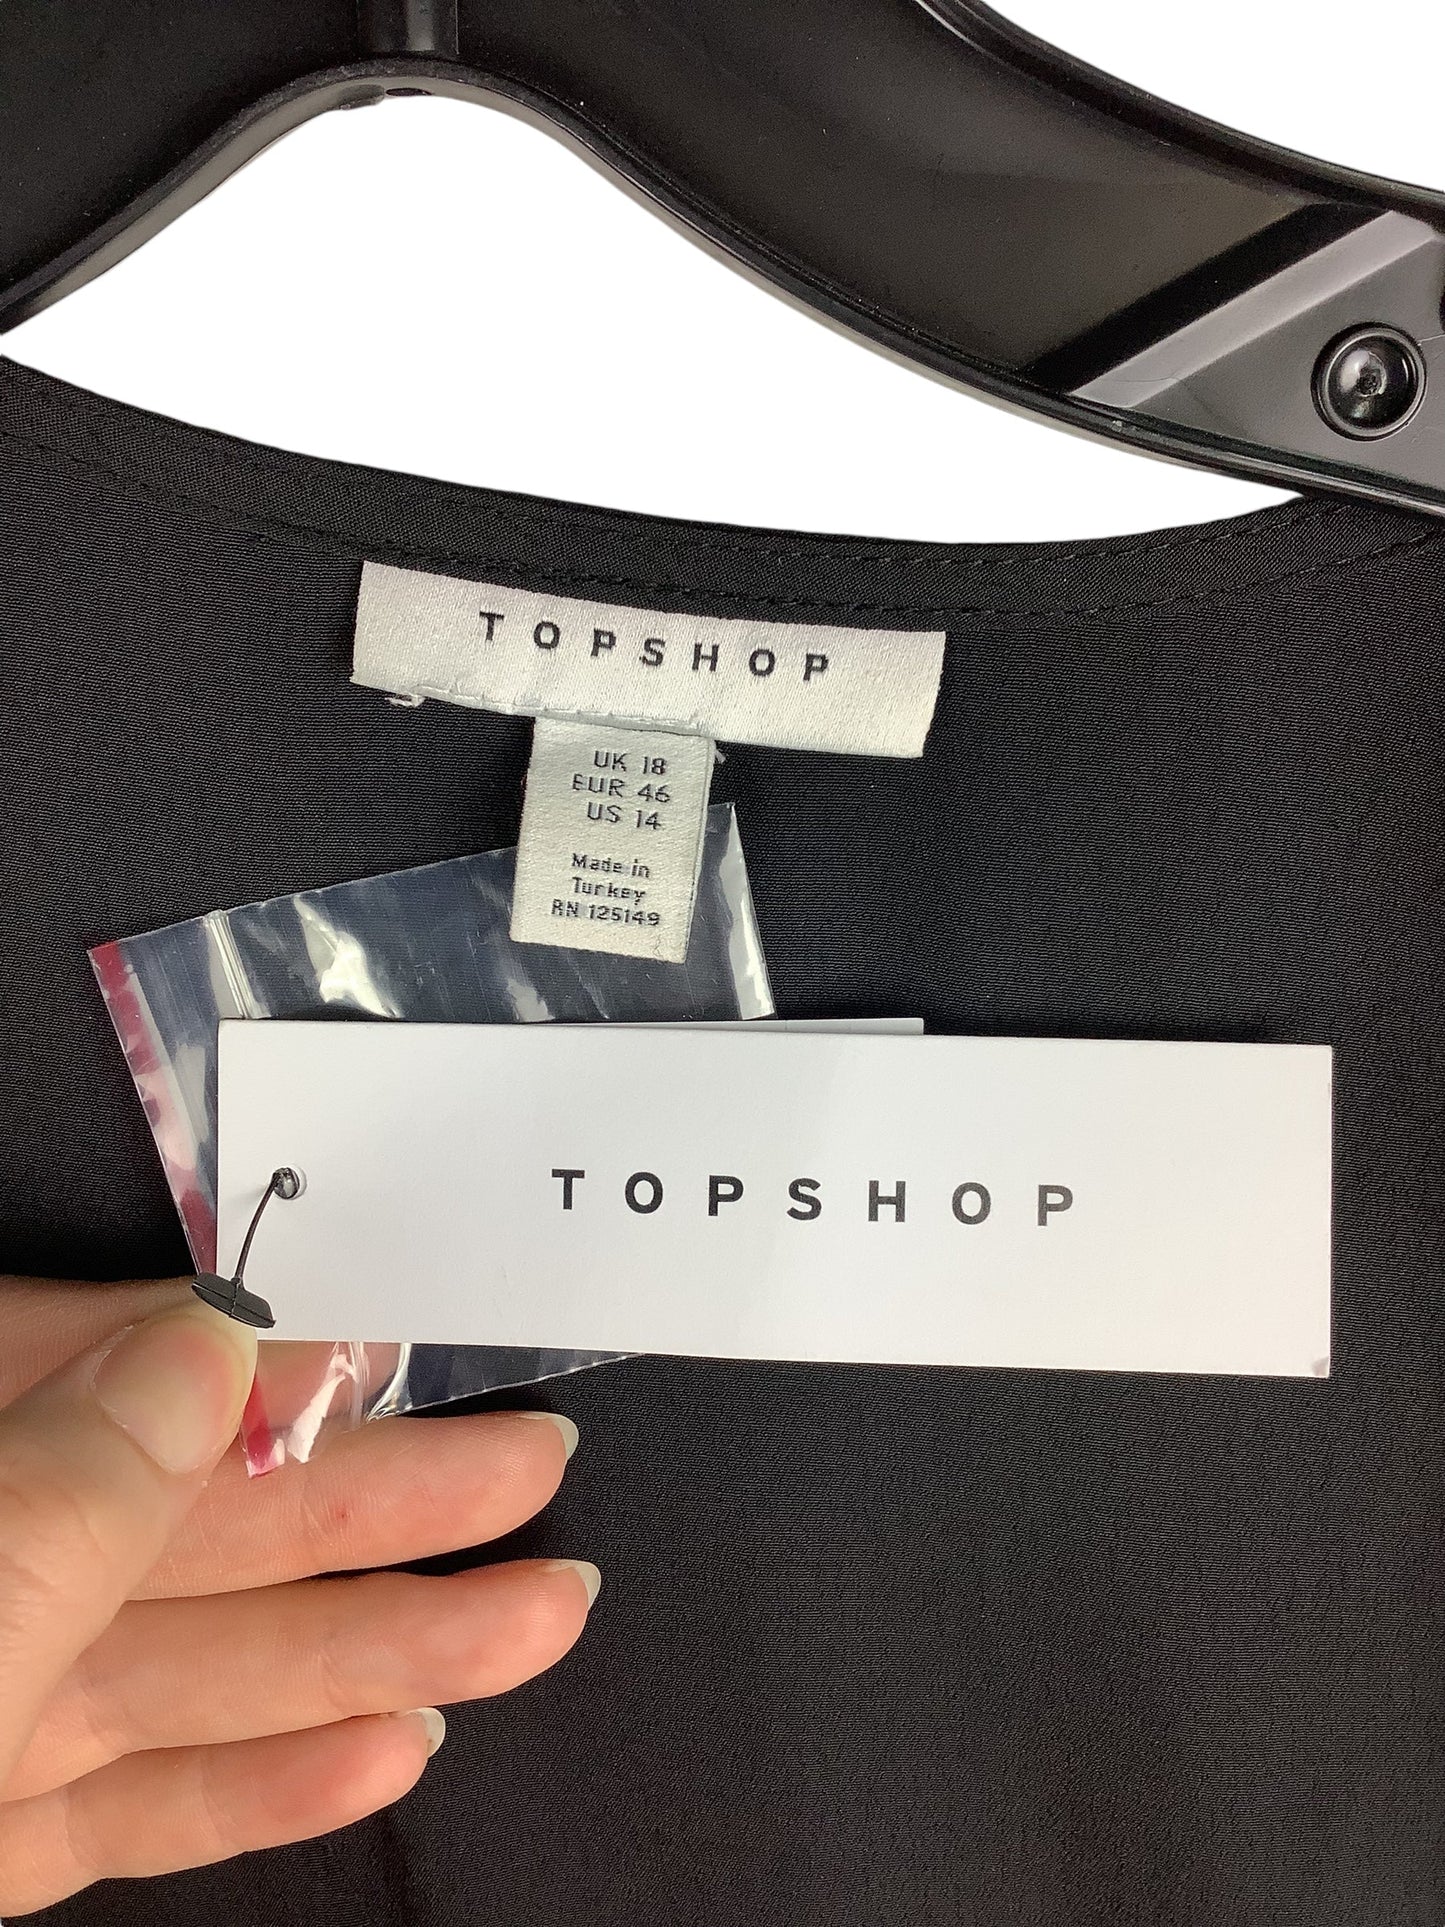 TOPSHOP
UK 18
EUR 46
US 14
Made in
Turkey
RN 125149
TOPSHOP